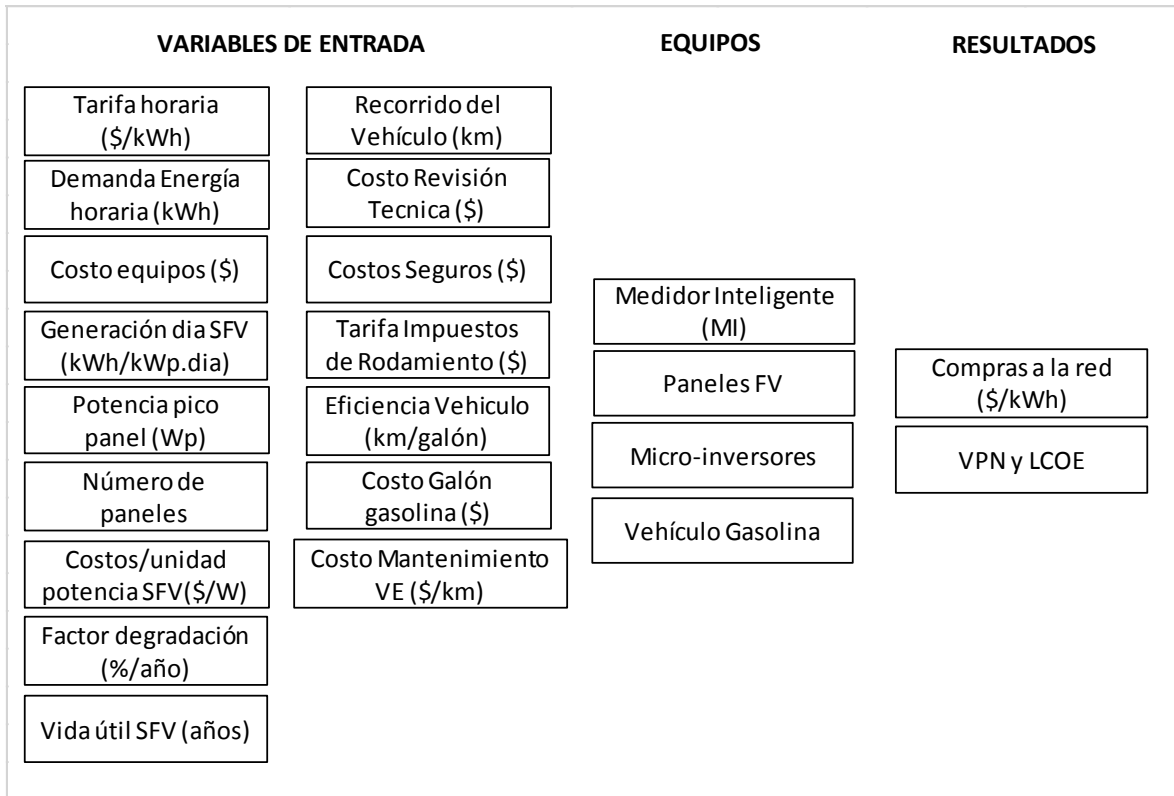 VARIABLES DE ENTRADA
EQUIPOS
RESULTADOS
Tarifa horaria
($/kWh)
Demanda Energía
horaria (kWh)
Costo equipos ($)
Generación dia SFV
(kWh/kWp.dia)
Potencia pico
panel (Wp)
Número de
paneles
Costos/unidad
potencia SFV($/W)
Factor degradación
(%/año)
Vida útil SFV (años)
Recorrido del
Vehículo (km)
Costo Revisión
Tecnica ($)
Costos Seguros ($)
Tarifa Impuestos
de Rodamiento ($)
Eficiencia Vehiculo
(km/galón)
Costo Galón
gasolina ($)
Costo Mantenimiento
VE ($/km)
Medidor Inteligente
(MI)
Paneles FV
Micro-inversores
Vehículo Gasolina
Compras a la red
($/kWh)
VPN y LCOE